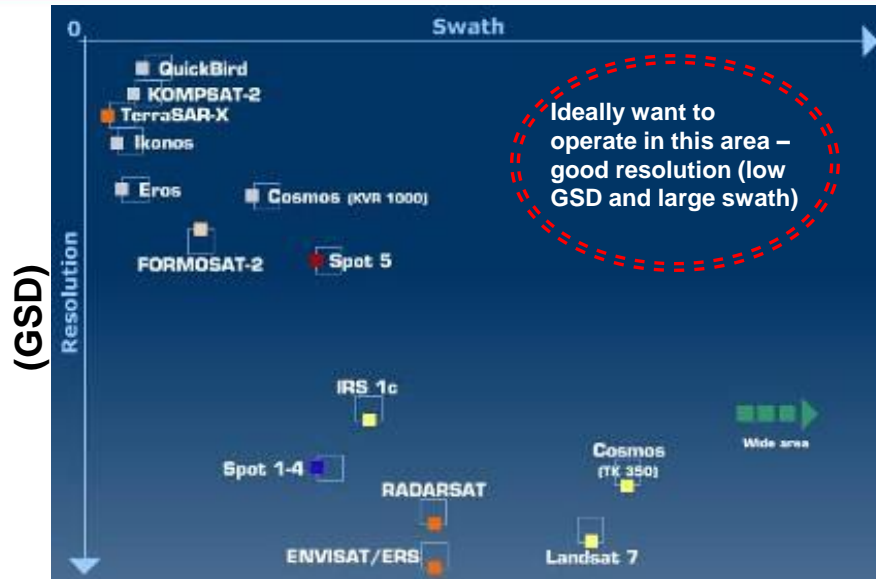 0
Swath
QuickBird
KOMPSAT-2
TerraSAR-X
Ikonos
Ideally want to
operate in this area –
good resolution (low
GSD and large swath)
Eros
Cosmos (KVR 1000)
FORMOSAT-2
Spot 5
(GSD)
Resolution
IRS 1c
Wide area
Spot 1-4
Cosmos
(TK 350)
RADARSAT
ENVISAT/ERS
Landsat 7